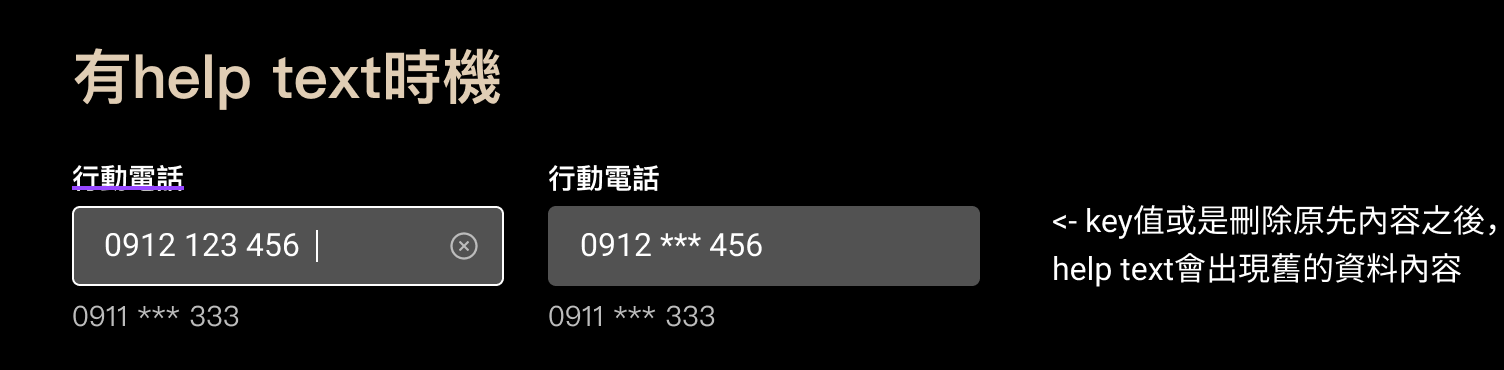 有help text時機
行動電話
行動電話
0912 123 456
0912 *** 456
0911 *** 333
0911 *** 333
<- key值或是刪除原先內容之後，
help text會出現舊的資料內容